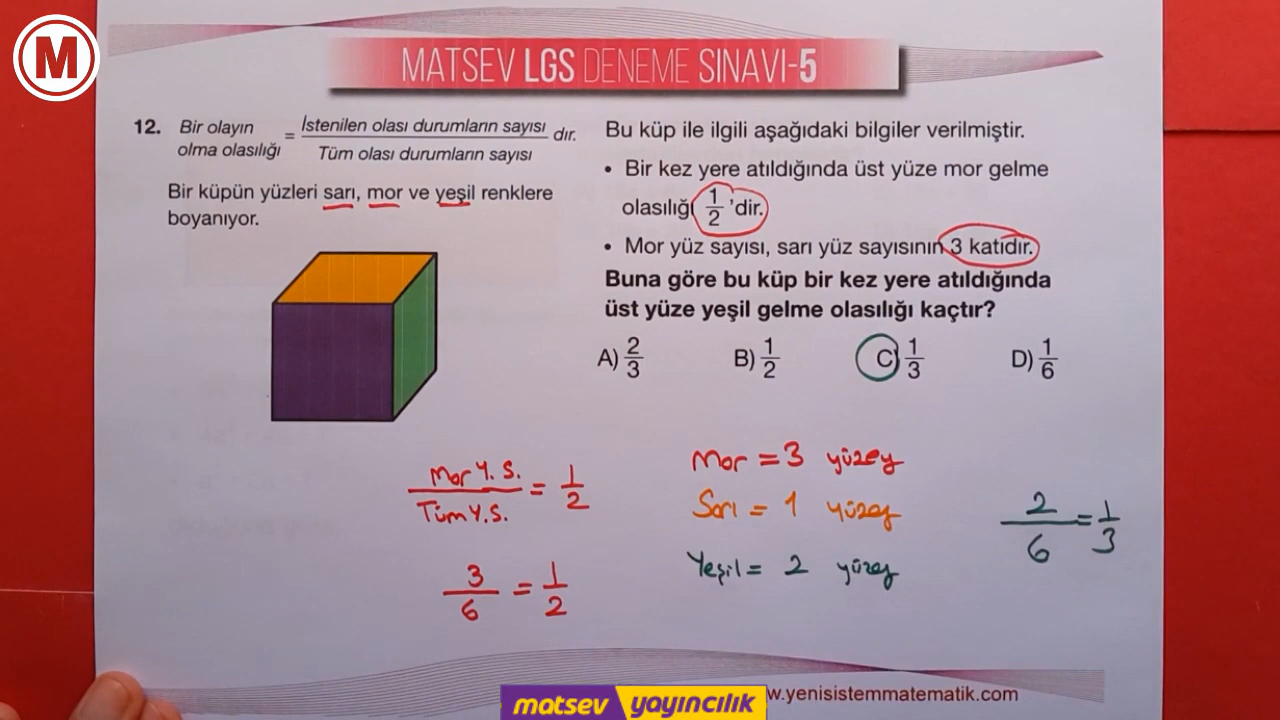 M
MATSEV LGS DENEME SINAVI-5
12. Bir olayın olma olasılığı = İstenilen olası durumların sayısı / Tüm olası durumların sayısı dır.
Bir küpün yüzleri sarı, mor ve yeşil renklere
boyanıyor.
Bu küp ile ilgili aşağıdaki bilgiler verilmiştir.
• Bir kez yere atıldığında üst yüze mor gelme
olasılığı 1/2 'dir.
• Mor yüz sayısı, sarı yüz sayısının 3 katıdır.
Buna göre bu küp bir kez yere atıldığında
üst yüze yeşil gelme olasılığı kaçtır?
A) 2/3 B) 1/2 C) 1/3 D) 1/6
Mor Y. S. / Tüm Y. S. = 1/2
3/6 = 1/2
Mor = 3 yüzey
Sarı = 1 yüzey
Yeşil = 2 yüzey
2/6 = 1/3
matsev yayıncılık
w.yenisistemmatematik.com